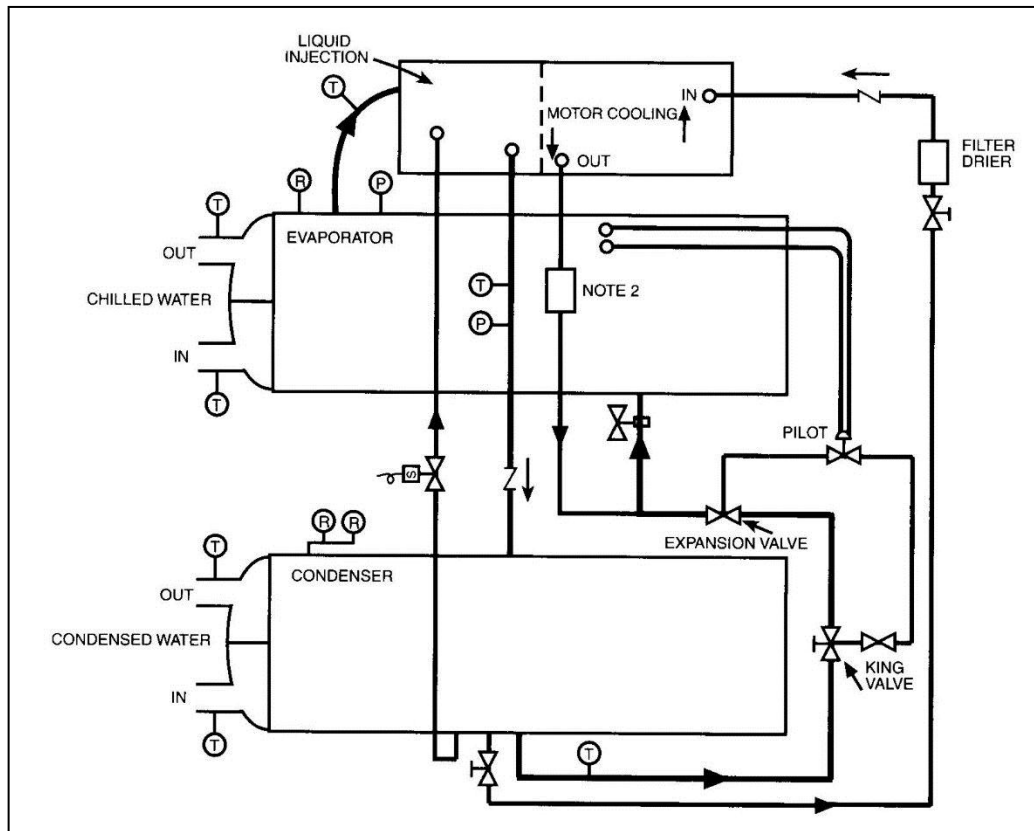 LIQUID
INJECTION
T
IN
MOTOR COOLING
OUT
FILTER
DRIER
R
P
T
EVAPORATOR
OUT
CHILLED WATER
T
NOTE 2
P
IN
T
PILOT
S
EXPANSION VALVE
R
R
T
CONDENSER
OUT
CONDENSED WATER
KING
VALVE
IN
T
T